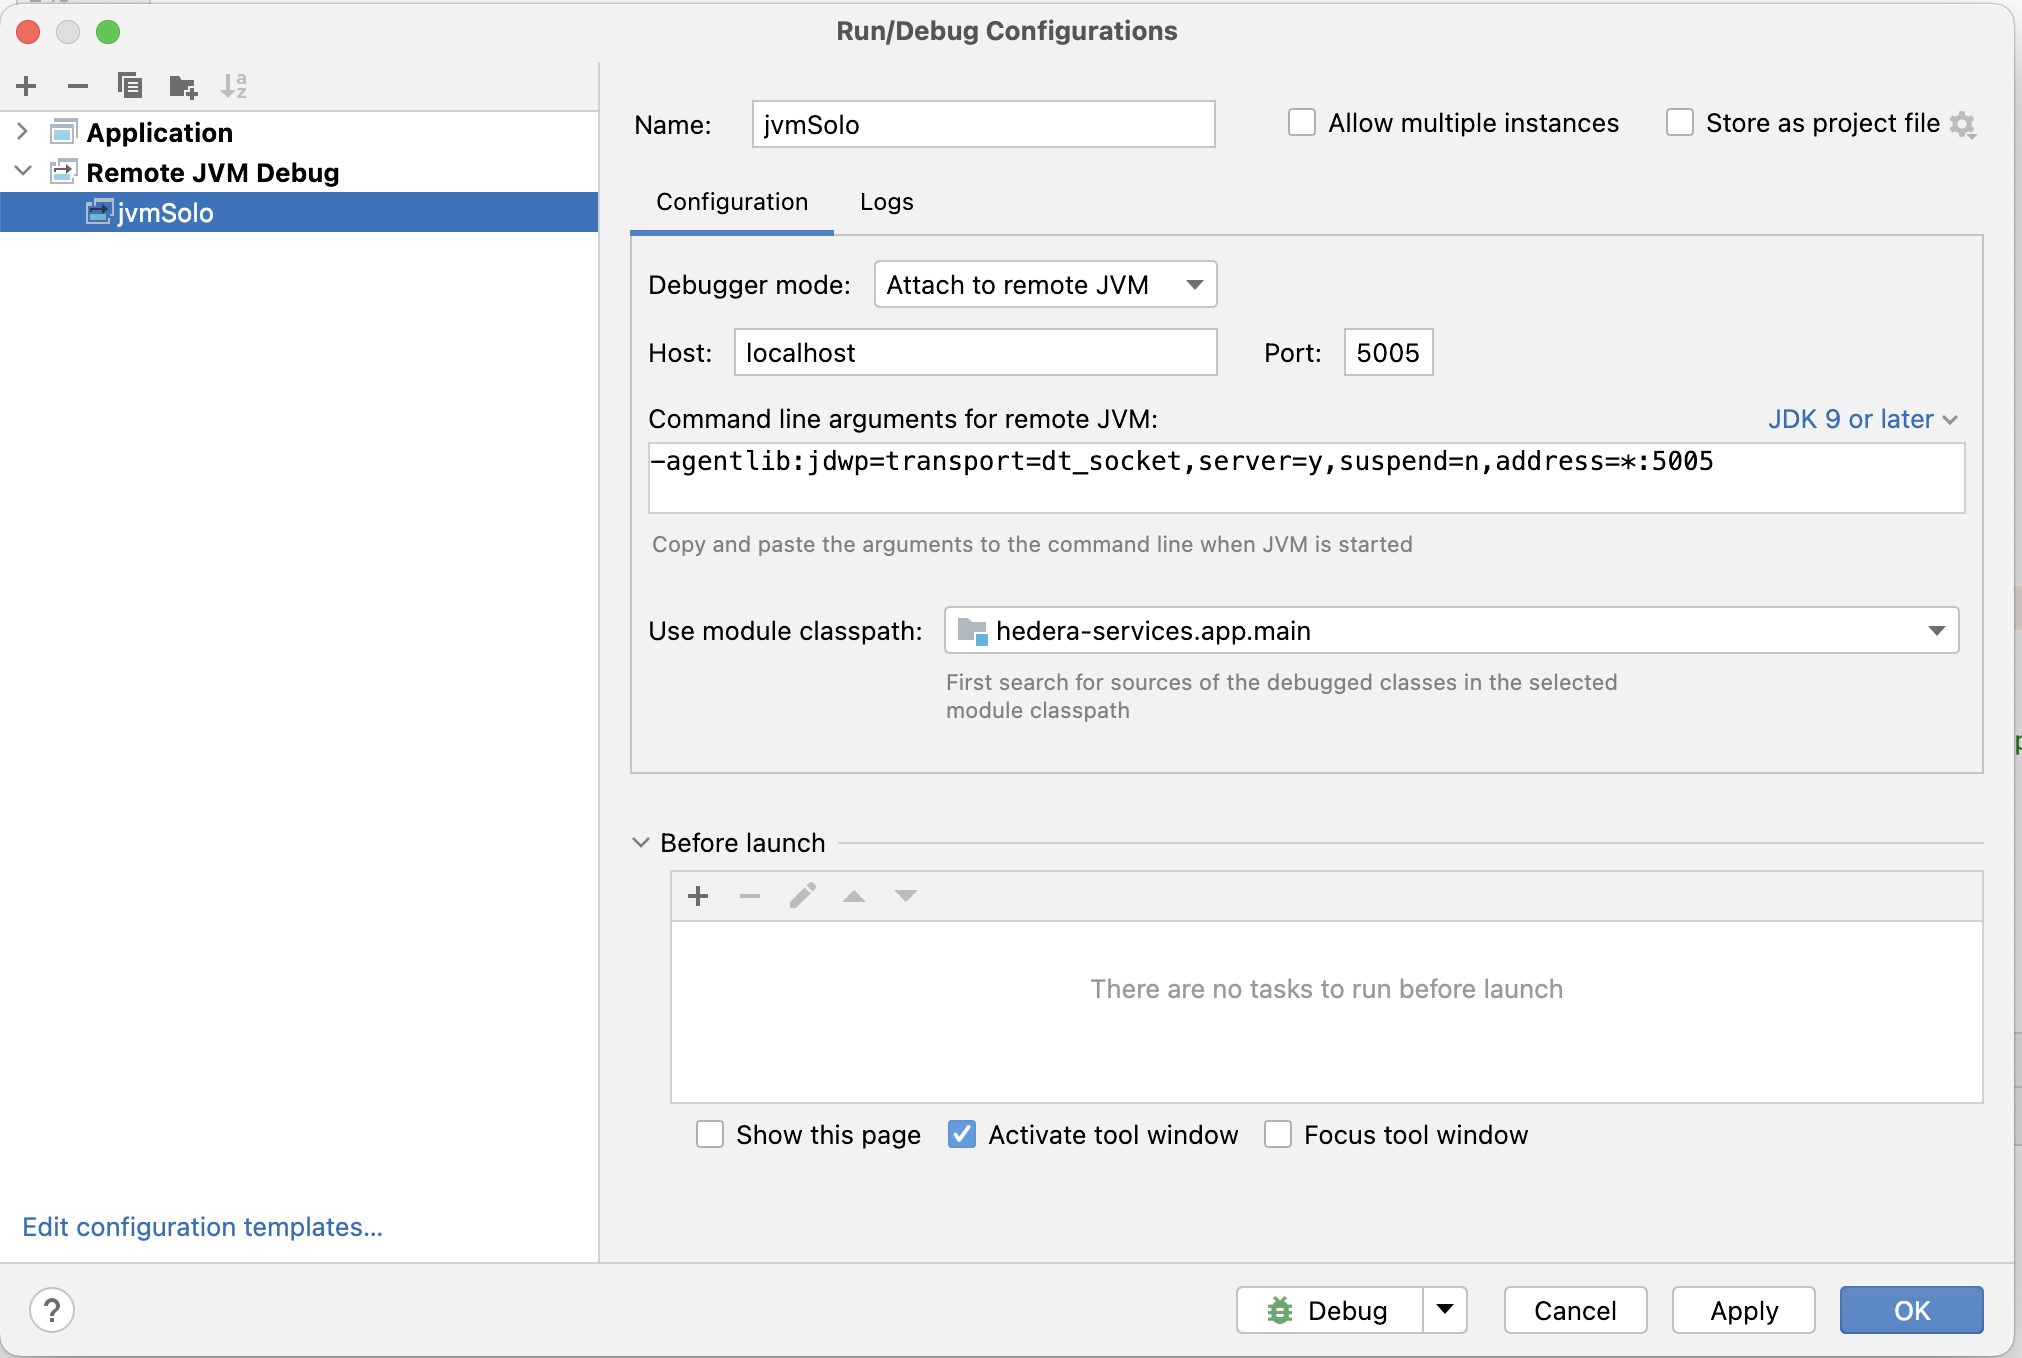 Run/Debug Configurations
Application
Remote JVM Debug
jvmSolo
Edit configuration templates...
Name: jvmSolo
Allow multiple instances
Store as project file
Configuration Logs
Debugger mode: Attach to remote JVM
Host: localhost Port: 5005
Command line arguments for remote JVM: JDK 9 or later
-agentlib:jdwp=transport=dt_socket,server=y,suspend=n,address=*:5005
Copy and paste the arguments to the command line when JVM is started
Use module classpath: hedera-services.app.main
First search for sources of the debugged classes in the selected
module classpath
Before launch
There are no tasks to run before launch
Show this page Activate tool window Focus tool window
? Debug Cancel Apply OK